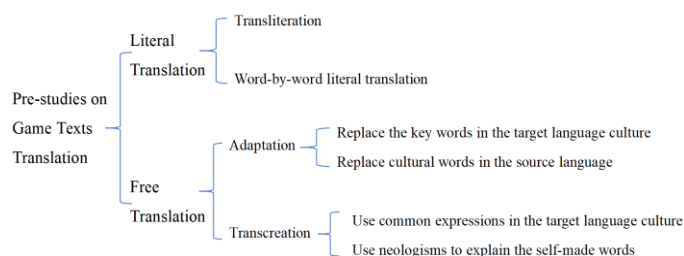 Pre-studies on
Game Texts
Translation
Literal
Translation
Transliteration
Word-by-word literal translation
Free
Translation
Adaptation
Replace the key words in the target language culture
Replace cultural words in the source language
Transcreation
Use common expressions in the target language culture
Use neologisms to explain the self-made words